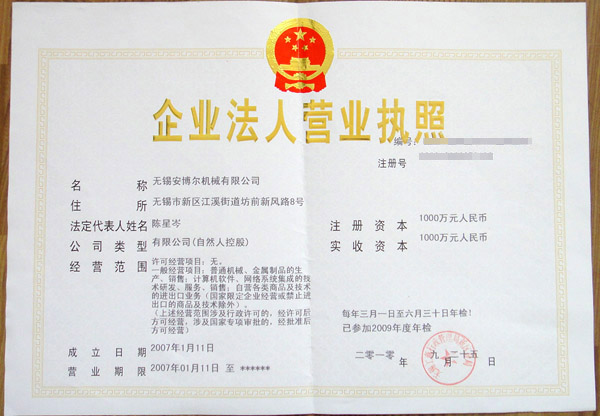 企业法人营业执照
编号
注册号
名 称 无锡安博尔机械有限公司
住 所 无锡市新区江溪街道坊前新风路8号
法定代表人姓名 陈星岑
公司类型 有限公司(自然人控股)
经营范围 许可经营项目：无。
一般经营项目：普通机械、金属制品的生
产、销售；计算机软件、网络系统集成的技
术研发、服务、销售；自营各类商品及技术
的进出口业务（国家限定企业经营或禁止进
出口的商品及技术除外）。
（上述经营范围涉及行政许可的，经许可后
方可经营，涉及国家专项审批的，经批准后
方可经营）
成立日期 2007年1月11日
营业期限 2007年01月11日 至 ******
注册资本 1000万元人民币
实收资本 1000万元人民币
每年三月一日至六月三十日年检！
已参加2009年度年检
二〇一〇 年 九 月 二十五 日